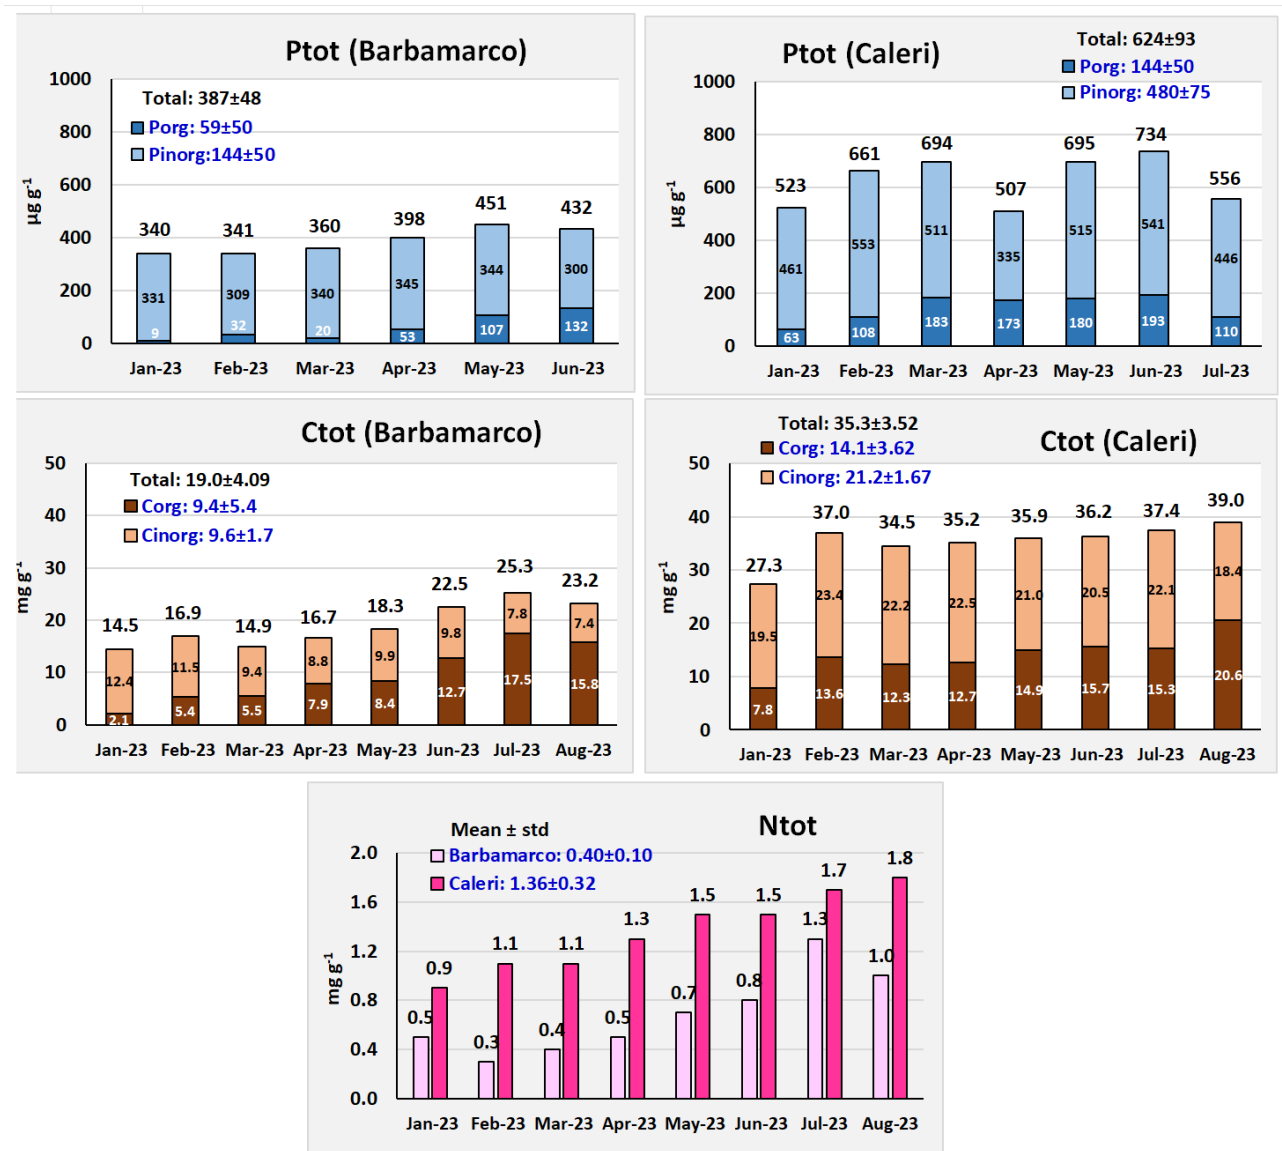 Ptot (Barbamarco)
1000
800
600
400
200
0
µg g-1
Total: 387±48
Porg: 59±50
Pinorg:144±50
340 341 360 398 451 432
331 309 340 345 344 300
9 32 20 53 107 132
Jan-23 Feb-23 Mar-23 Apr-23 May-23 Jun-23
Ptot (Caleri)
Total: 624±93
Porg: 144±50
Pinorg: 480±75
1000
800
600
400
200
0
µg g-1
523 661 694 507 695 734 556
461 553 511 335 515 541 446
63 108 183 173 180 193 110
Jan-23 Feb-23 Mar-23 Apr-23 May-23 Jun-23 Jul-23
Ctot (Barbamarco)
50
40
30
20
10
0
mg g-1
Total: 19.0±4.09
Corg: 9.4±5.4
Cinorg: 9.6±1.7
14.5 16.9 14.9 16.7 18.3 22.5 25.3 23.2
12.4 11.5 9.4 8.8 9.9 9.8 7.8 7.4
2.1 5.4 5.5 7.9 8.4 12.7 17.5 15.8
Jan-23 Feb-23 Mar-23 Apr-23 May-23 Jun-23 Jul-23 Aug-23
Total: 35.3±3.52
Corg: 14.1±3.62
Cinorg: 21.2±1.67
Ctot (Caleri)
50
40
30
20
10
0
mg g-1
27.3 37.0 34.5 35.2 35.9 36.2 37.4 39.0
19.5 23.4 22.2 22.5 21.0 20.5 22.1 18.4
7.8 13.6 12.3 12.7 14.9 15.7 15.3 20.6
Jan-23 Feb-23 Mar-23 Apr-23 May-23 Jun-23 Jul-23 Aug-23
Ntot
Mean ± std
Barbamarco: 0.40±0.10
Caleri: 1.36±0.32
2.0
1.6
1.2
0.8
0.4
0.0
mg g-1
0.5 0.9 0.3 1.1 0.4 1.1 0.5 1.3 0.7 1.5 0.8 1.5 1.3 1.7 1.0 1.8
Jan-23 Feb-23 Mar-23 Apr-23 May-23 Jun-23 Jul-23 Aug-23